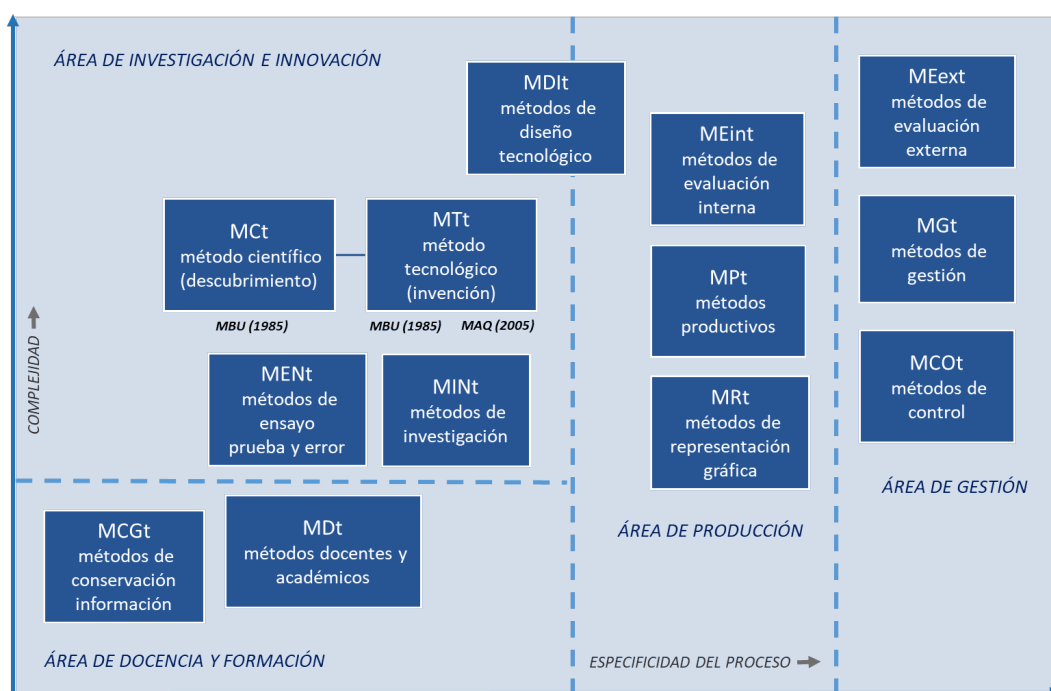 ÁREA DE INVESTIGACIÓN E INNOVACIÓN
MDIt
métodos de
diseño
tecnológico
MEint
métodos de
evaluación
interna
MEext
métodos de
evaluación
externa
MCt
método científico
(descubrimiento)
MTt
método
tecnológico
(invención)
MGt
métodos de
gestión
MPt
métodos
productivos
MBU (1985)
MBU (1985)
MAQ (2005)
COMPLEJIDAD
MENt
métodos de
ensayo
prueba y error
MINt
métodos de
investigación
MRt
métodos de
representación
gráfica
MCOt
métodos de
control
ÁREA DE GESTIÓN
MCGt
métodos de
conservación
información
MDt
métodos docentes y
académicos
ÁREA DE PRODUCCIÓN
ÁREA DE DOCENCIA Y FORMACIÓN
ESPECIFICIDAD DEL PROCESO